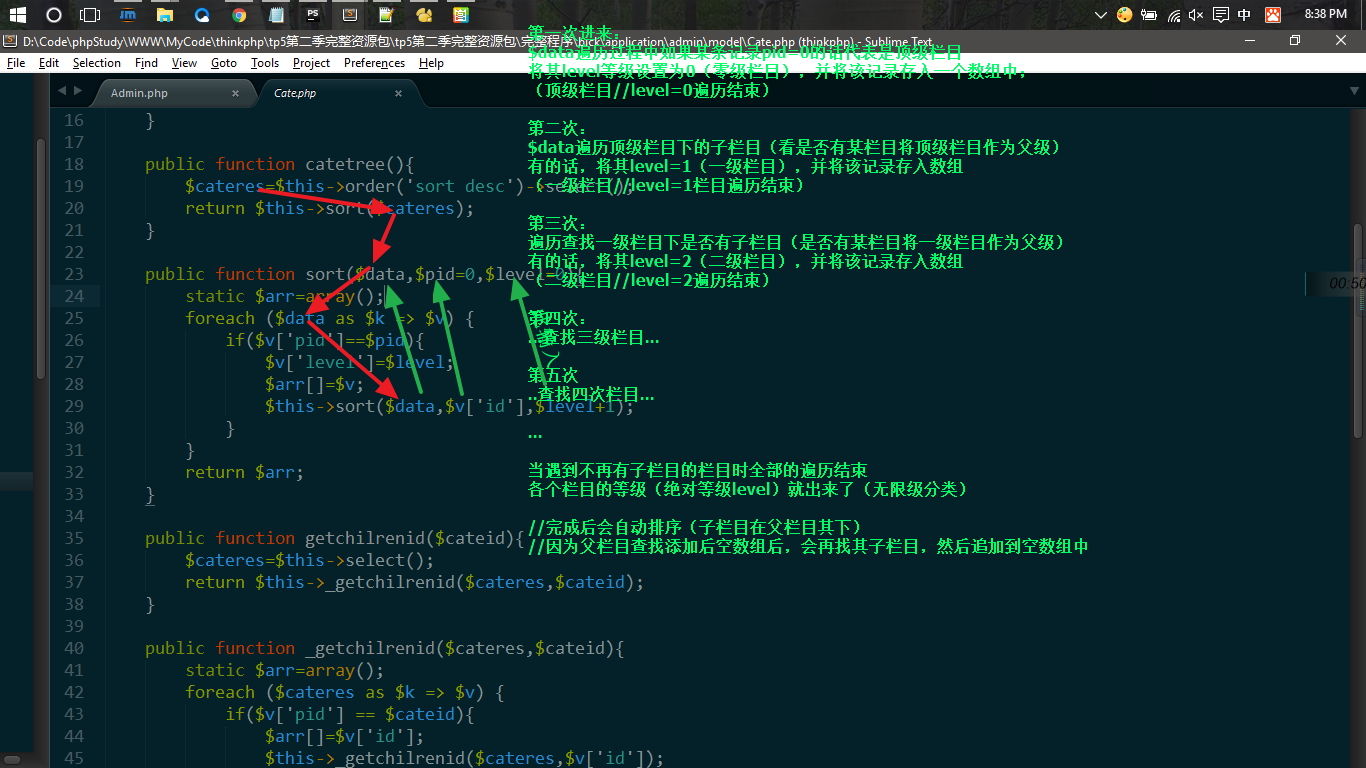 8:38 PM
D:\Code\phpStudy\WWW\MyCode\thinkphp\tp5第二季完整资源包\tp5第二季完整资源包\完整程序\bick\application\admin\model\Cate.php (thinkphp) - Sublime Text
File Edit Selection Find View Goto Tools Project Preferences Help
Admin.php × Cate.php ×
16 }
17
18 public function catetree(){
19 $cateres=$this->order('sort desc')->
20 return $this->sort($cateres);
21 }
22
23 public function sort($data,$pid=0,$level=0){
24 static $arr=array();
25 foreach ($data as $k => $v) {
26 if($v['pid']==$pid){
27 $v['level']=$level;
28 $arr[]=$v;
29 $this->sort($data,$v['id'],$level+1);
30 }
31 }
32 return $arr;
33 }
34
35 public function getchilrenid($cateid){
36 $cateres=$this->select();
37 return $this->_getchilrenid($cateres,$cateid);
38 }
39
40 public function _getchilrenid($cateres,$cateid){
41 static $arr=array();
42 foreach ($cateres as $k => $v) {
43 if($v['pid'] == $cateid){
44 $arr[]=$v['id'];
45 $this->_getchilrenid($cateres,$v['id']);
第一次进来:
$data遍历过程中如果某条记录pid=0的话代表是顶级栏目
将其level等级设置为0（零级栏目），并将该记录存入一个数组中，
（顶级栏目//level=0遍历结束）
第二次：
$data遍历顶级栏目下的子栏目（看是否有某栏目将顶级栏目作为父级）
有的话，将其level=1（一级栏目），并将该记录存入数组
（一级栏目//level=1栏目遍历结束）
第三次：
遍历查找一级栏目下是否有子栏目（是否有某栏目将一级栏目作为父级）
有的话，将其level=2（二级栏目），并将该记录存入数组
（二级栏目//level=2遍历结束）
第四次：
..查找三级栏目...
第五次
..查找四次栏目...
...
当遇到不再有子栏目的栏目时全部的遍历结束
各个栏目的等级（绝对等级level）就出来了（无限级分类）
//完成后会自动排序（子栏目在父栏目其下）
//因为父栏目查找添加后空数组后，会再找其子栏目，然后追加到空数组中
00.50
中